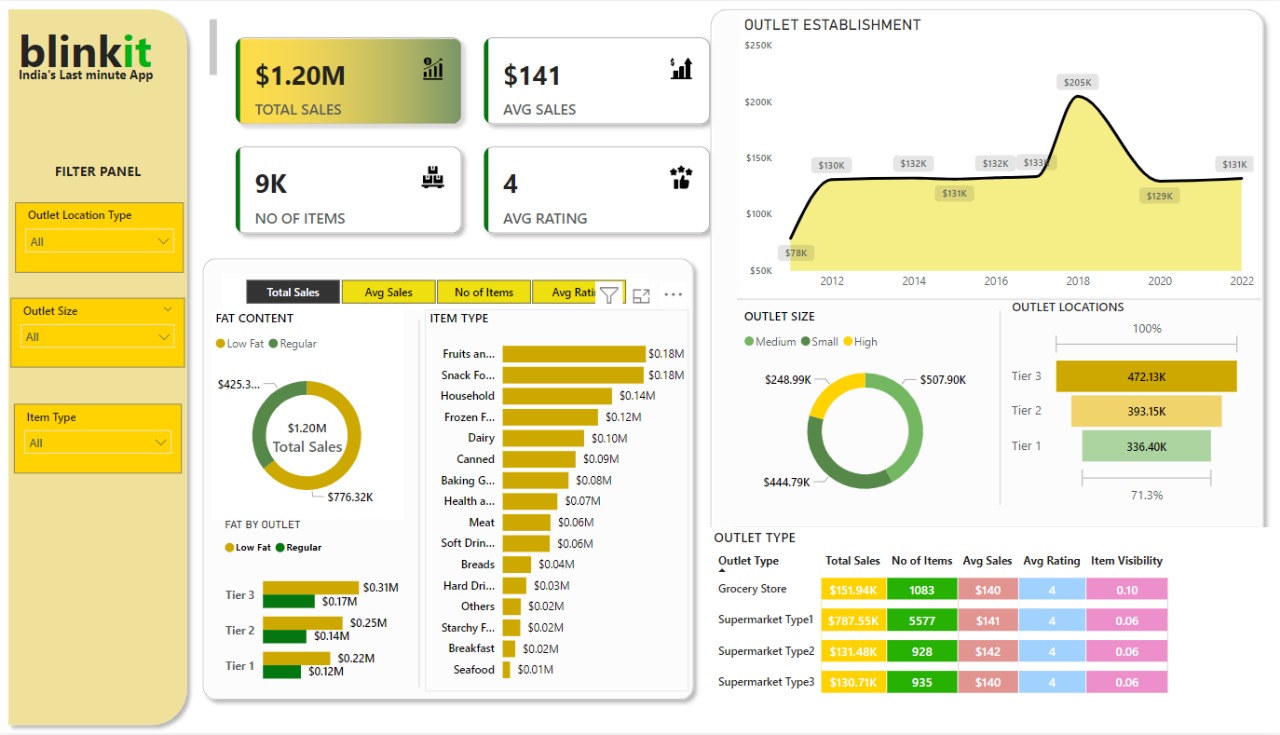 blinkit
India's Last minute App
FILTER PANEL
Outlet Location Type
All
Outlet Size
All
Item Type
All
$1.20M
TOTAL SALES
$141
AVG SALES
9K
NO OF ITEMS
4
AVG RATING
Total Sales Avg Sales No of Items Avg Rati
FAT CONTENT
Low Fat Regular
$425.3...
$1.20M
Total Sales
$776.32K
FAT BY OUTLET
Low Fat Regular
Tier 3 $0.31M
$0.17M
Tier 2 $0.25M
$0.14M
Tier 1 $0.22M
$0.12M
ITEM TYPE
Fruits an... $0.18M
Snack Fo... $0.18M
Household $0.14M
Frozen F... $0.12M
Dairy $0.10M
Canned $0.09M
Baking G... $0.08M
Health a... $0.07M
Meat $0.06M
Soft Drin... $0.06M
Breads $0.04M
Hard Dri... $0.03M
Others $0.02M
Starchy F... $0.02M
Breakfast $0.02M
Seafood $0.01M
OUTLET ESTABLISHMENT
$250K
$200K
$150K
$100K
$50K
$78K
$130K
$132K
$131K
$132K
$133K
$205K
$129K
$131K
2012 2014 2016 2018 2020 2022
OUTLET SIZE
Medium Small High
$248.99K
$507.90K
$444.79K
OUTLET LOCATIONS
100%
Tier 3 472.13K
Tier 2 393.15K
Tier 1 336.40K
71.3%
OUTLET TYPE
Outlet Type Total Sales No of Items Avg Sales Avg Rating Item Visibility
Grocery Store $151.94K 1083 $140 4 0.10
Supermarket Type1 $787.55K 5577 $141 4 0.06
Supermarket Type2 $131.48K 928 $142 4 0.06
Supermarket Type3 $130.71K 935 $140 4 0.06